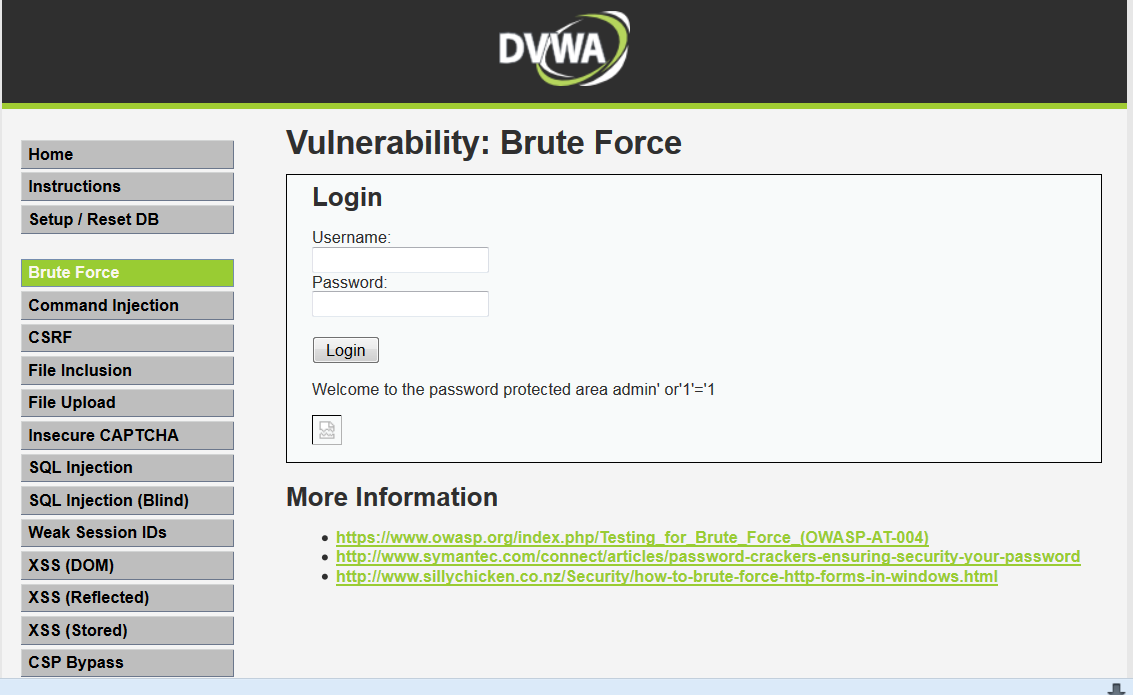 DVWA
Home
Instructions
Setup / Reset DB
Brute Force
Command Injection
CSRF
File Inclusion
File Upload
Insecure CAPTCHA
SQL Injection
SQL Injection (Blind)
Weak Session IDs
XSS (DOM)
XSS (Reflected)
XSS (Stored)
CSP Bypass
Vulnerability: Brute Force
Login
Username:
Password:
Login
Welcome to the password protected area admin' or'1'='1
More Information
https://www.owasp.org/index.php/Testing_for_Brute_Force_(OWASP-AT-004)
http://www.symantec.com/connect/articles/password-crackers-ensuring-security-your-password
http://www.sillychicken.co.nz/Security/how-to-brute-force-http-forms-in-windows.html